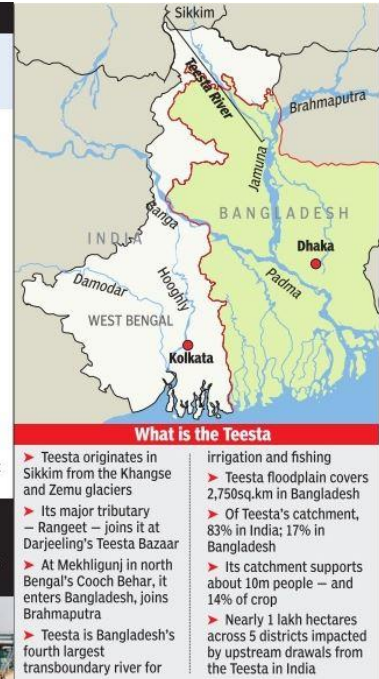 Sikkim
Teesta River
Brahmaputra
Jamuna
Ganga
BANGLADESH
INDIA
Dhaka
Padma
Damodar
Hooghly
WEST BENGAL
Kolkata
What is the Teesta
➤ Teesta originates in
Sikkim from the Khangse
and Zemu glaciers
➤ Its major tributary
— Rangeet — joins it at
Darjeeling's Teesta Bazaar
➤ At Mekhligunj in north
Bengal's Cooch Behar, it
enters Bangladesh, joins
Brahmaputra
➤ Teesta is Bangladesh's
fourth largest
transboundary river for
irrigation and fishing
➤ Teesta floodplain covers
2,750sq.km in Bangladesh
➤ Of Teesta's catchment,
83% in India; 17% in
Bangladesh
➤ Its catchment supports
about 10m people — and
14% of crop
➤ Nearly 1 lakh hectares
across 5 districts impacted
by upstream drawals from
the Teesta in India